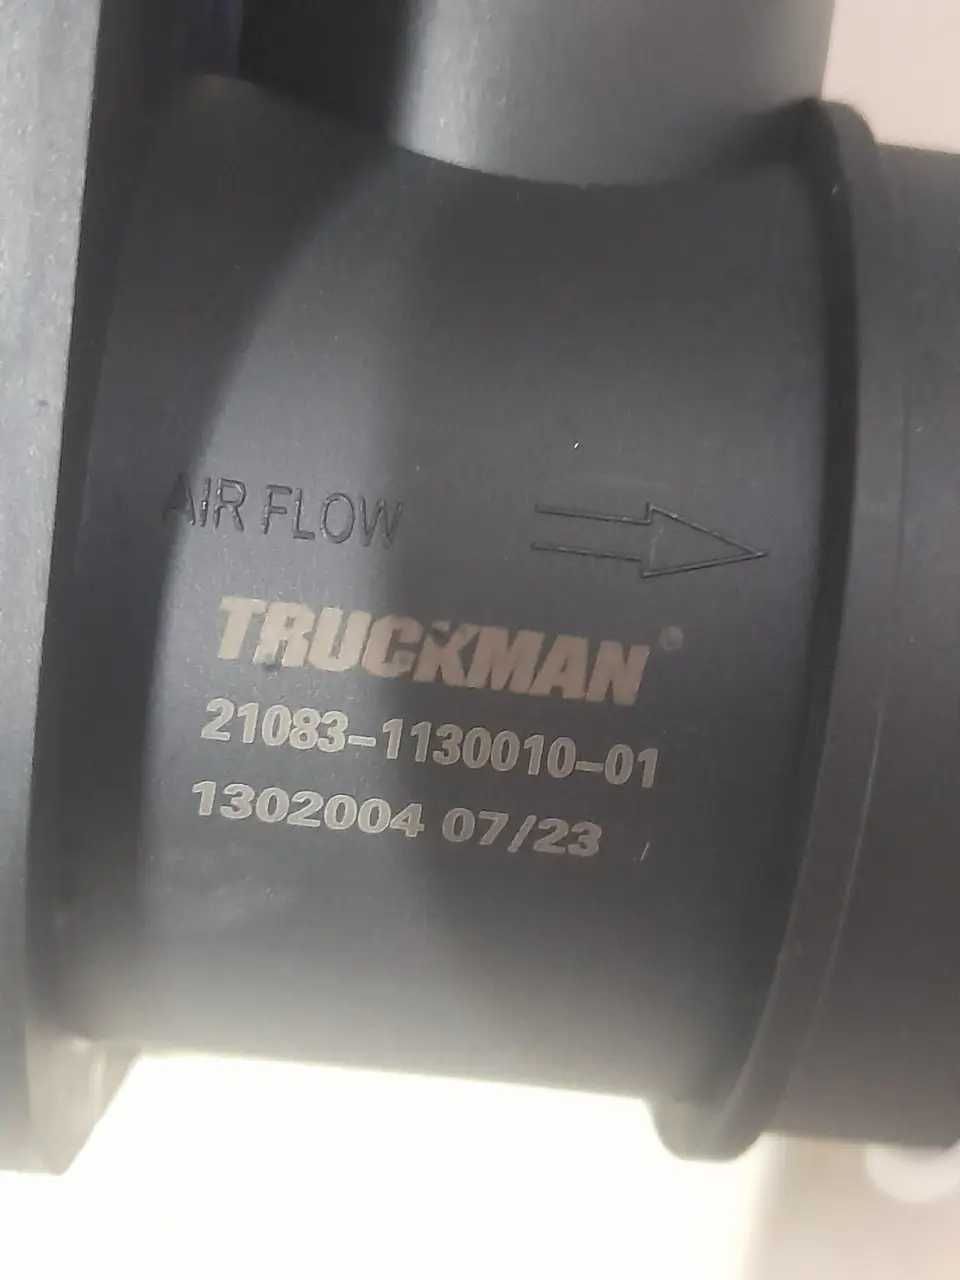 AIR FLOW
TRUCKMAN®
21083-1130010-01
1302004 07/23